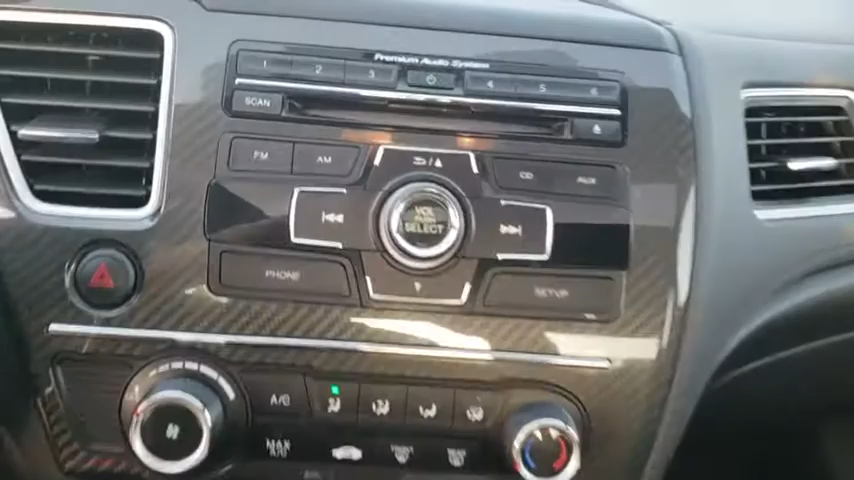 Premium Audio System
1 2 3 4 5 6
SCAN
FM AM CD AUX
VOL
SELECT
PHONE SETUP
A/C
MAX
A/C